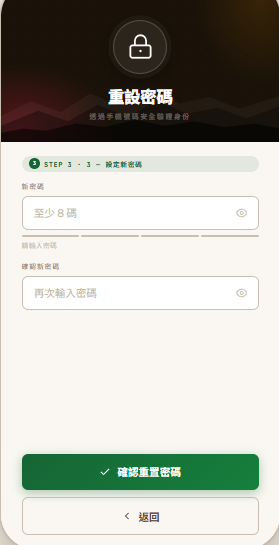 重設密碼
透過手機號碼安全驗證身份
3 STEP 3 · 3 — 設定新密碼
新密碼
至少 8 碼
請輸入密碼
確認新密碼
再次輸入密碼
確認重置密碼
返回